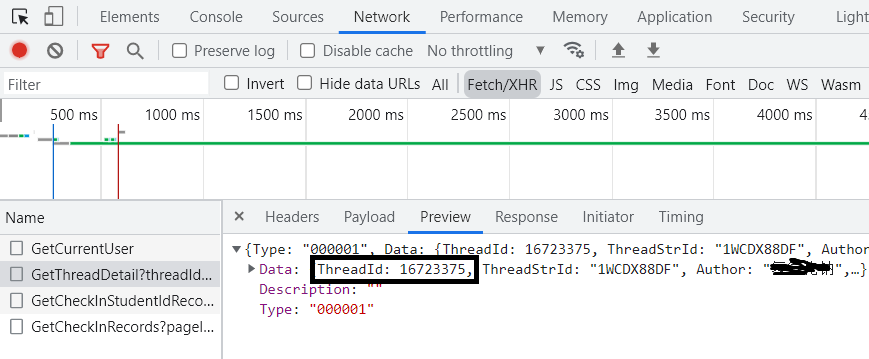 Elements Console Sources Network Performance Memory Application Security Light
Preserve log Disable cache No throttling
Filter Invert Hide data URLs All Fetch/XHR JS CSS Img Media Font Doc WS Wasm
500 ms 1000 ms 1500 ms 2000 ms 2500 ms 3000 ms 3500 ms 4000 ms 4
Name × Headers Payload Preview Response Initiator Timing
GetCurrentUser
GetThreadDetail?threadId...
GetCheckInStudentIdReco...
GetCheckInRecords?pageI...
{Type: "000001", Data: {ThreadId: 16723375, ThreadStrId: "1WCDX88DF", Autho
Data: ThreadId: 16723375, ThreadStrId: "1WCDX88DF", Author: "",…}
Description: ""
Type: "000001"